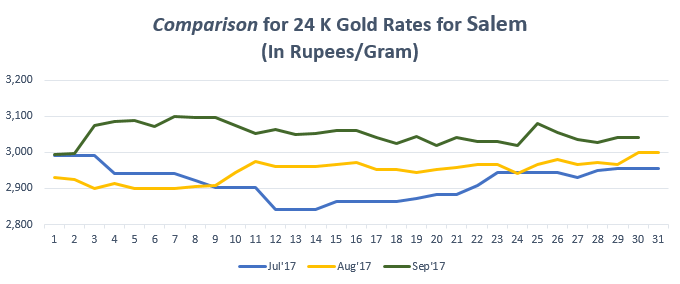 Comparison for 24 K Gold Rates for Salem
(In Rupees/Gram)
3,200
3,100
3,000
2,900
2,800
1 2 3 4 5 6 7 8 9 10 11 12 13 14 15 16 17 18 19 20 21 22 23 24 25 26 27 28 29 30 31
Jul'17 Aug'17 Sep'17